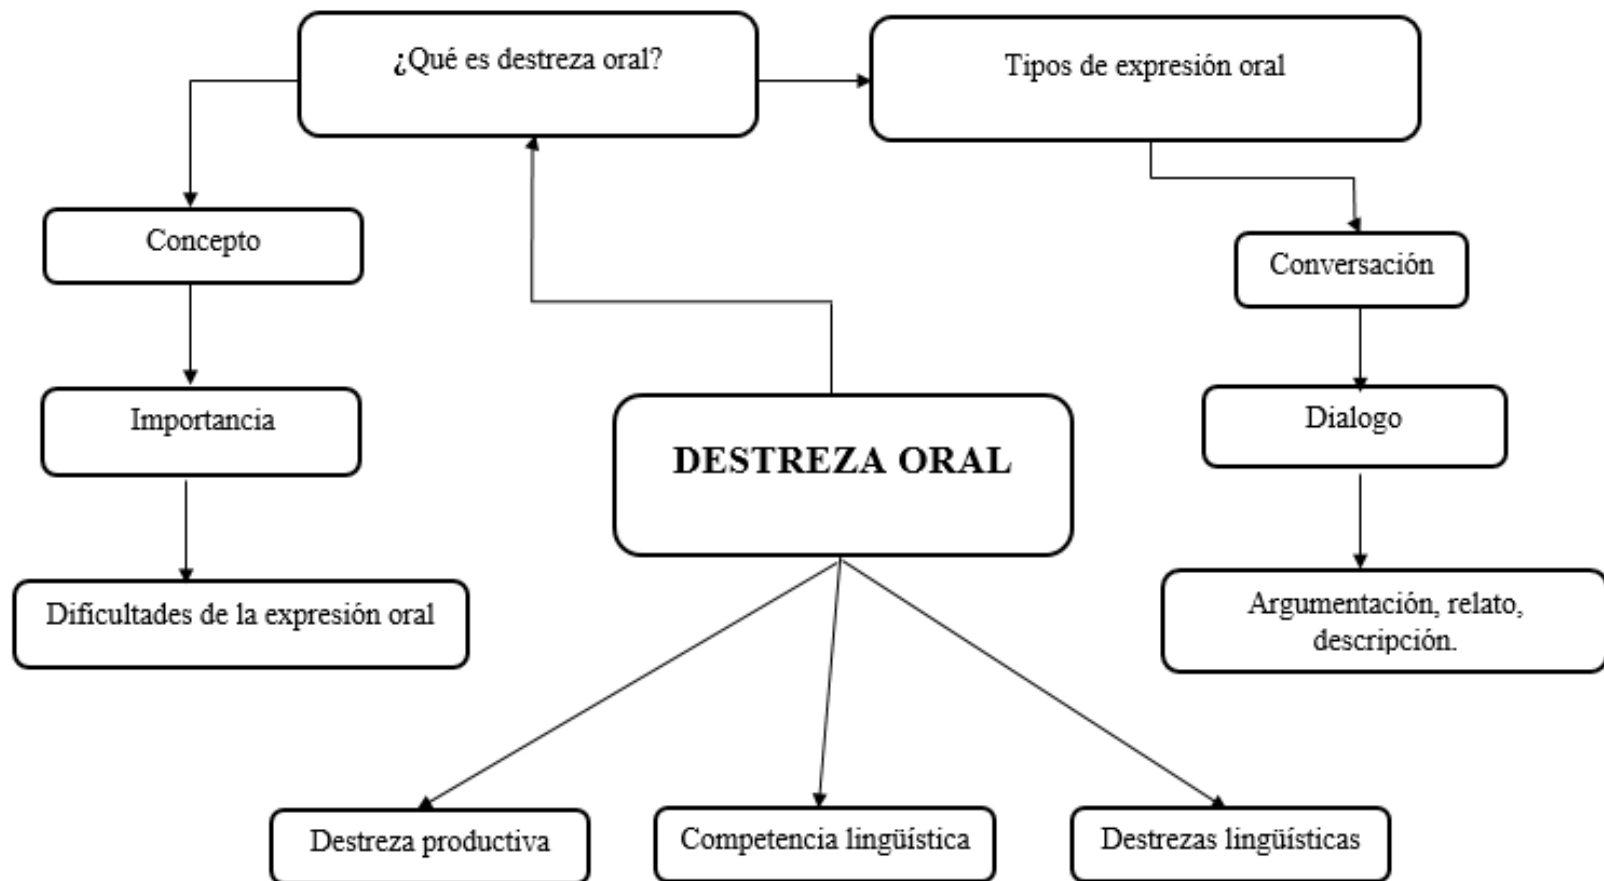 ¿Qué es destreza oral?
Tipos de expresión oral
Concepto
Conversación
Importancia
Dialogo
DESTREZA ORAL
Dificultades de la expresión oral
Argumentación, relato,
descripción.
Destreza productiva
Competencia lingüística
Destrezas lingüísticas